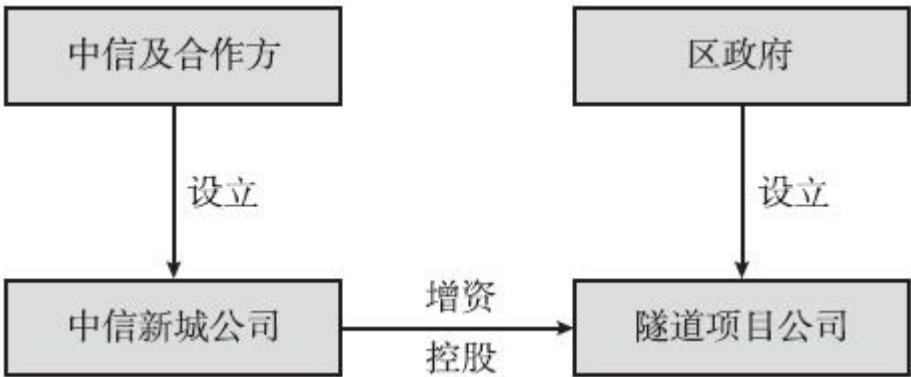 中信及合作方
区政府
设立
设立
中信新城公司
增资
控股
隧道项目公司